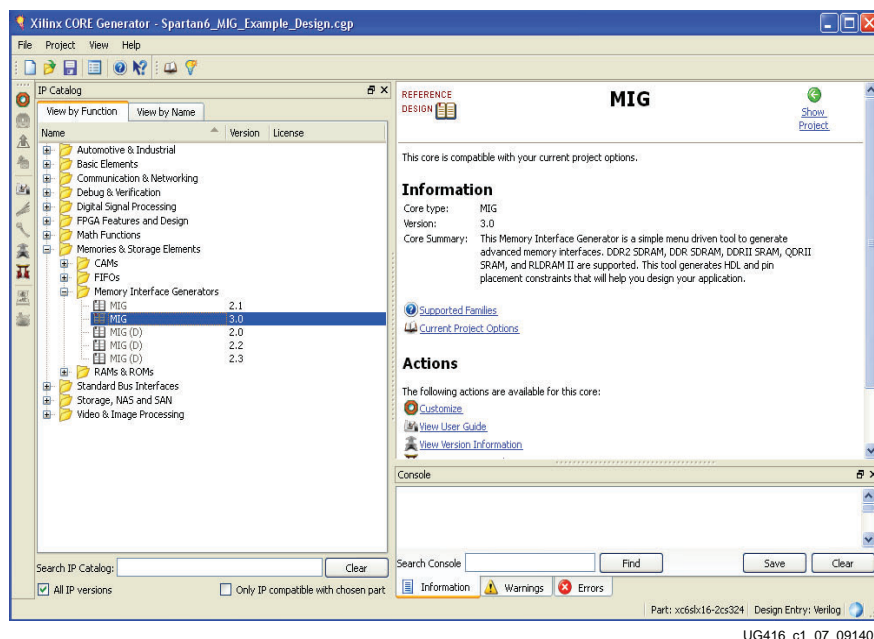 Xilinx CORE Generator - Spartan6_MIG_Example_Design.cgp
File Project View Help
IP Catalog
View by Function View by Name
Name Version License
Automotive & Industrial
Basic Elements
Communication & Networking
Debug & Verification
Digital Signal Processing
FPGA Features and Design
Math Functions
Memories & Storage Elements
CAMs
FIFOs
Memory Interface Generators
MIG 2.1
MIG 3.0
MIG (D) 2.0
MIG (D) 2.2
MIG (D) 2.3
RAMs & ROMs
Standard Bus Interfaces
Storage, NAS and SAN
Video & Image Processing
Search IP Catalog: Clear
All IP versions Only IP compatible with chosen part
REFERENCE
DESIGN
MIG
Show
Project
This core is compatible with your current project options.
Information
Core type: MIG
Version: 3.0
Core Summary: This Memory Interface Generator is a simple menu driven tool to generate
advanced memory interfaces. DDR2 SDRAM, DDR SDRAM, DDRII SRAM, QDRII
SRAM, and RLDRAM II are supported. This tool generates HDL and pin
placement constraints that will help you design your application.
Supported Families
Current Project Options
Actions
The following actions are available for this core:
Customize
View User Guide
View Version Information
Console
Search Console Find Save Clear
Information Warnings Errors
Part: xc6slx16-2cs324 Design Entry: Verilog
UG416_c1_07_09140